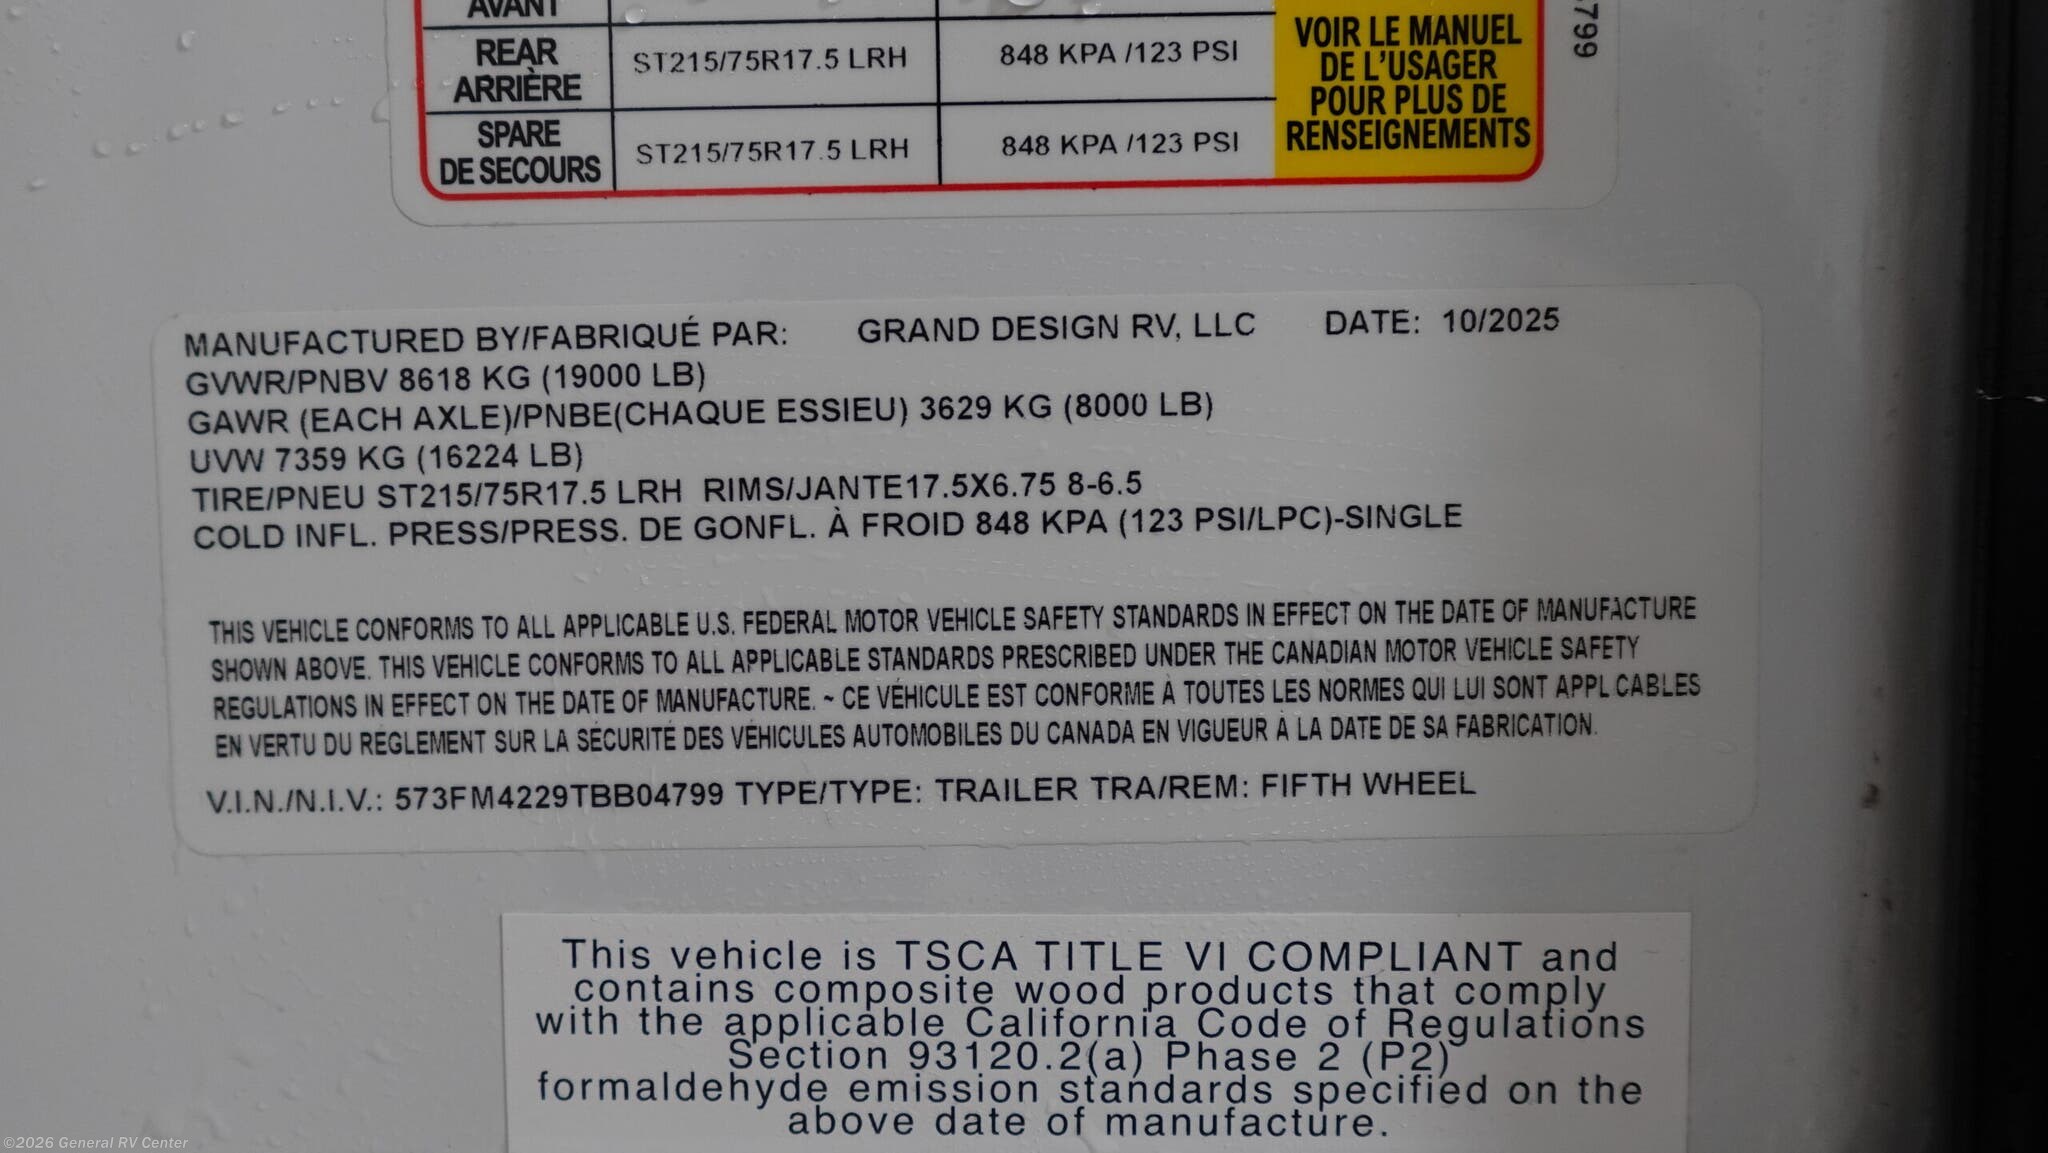 AVANT
REAR ST215/75R17.5 LRH 848 KPA /123 PSI
ARRIÈRE
SPARE ST215/75R17.5 LRH 848 KPA /123 PSI
DE SECOURS
VOIR LE MANUEL
DE L'USAGER
POUR PLUS DE
RENSEIGNEMENTS
799
MANUFACTURED BY/FABRIQUÉ PAR: GRAND DESIGN RV, LLC DATE: 10/2025
GVWR/PNBV 8618 KG (19000 LB)
GAWR (EACH AXLE)/PNBE(CHAQUE ESSIEU) 3629 KG (8000 LB)
UVW 7359 KG (16224 LB)
TIRE/PNEU ST215/75R17.5 LRH RIMS/JANTE17.5X6.75 8-6.5
COLD INFL. PRESS/PRESS. DE GONFL. À FROID 848 KPA (123 PSI/LPC)-SINGLE
THIS VEHICLE CONFORMS TO ALL APPLICABLE U.S. FEDERAL MOTOR VEHICLE SAFETY STANDARDS IN EFFECT ON THE DATE OF MANUFACTURE
SHOWN ABOVE. THIS VEHICLE CONFORMS TO ALL APPLICABLE STANDARDS PRESCRIBED UNDER THE CANADIAN MOTOR VEHICLE SAFETY
REGULATIONS IN EFFECT ON THE DATE OF MANUFACTURE. ~ CE VÉHICULE EST CONFORME À TOUTES LES NORMES QUI LUI SONT APPLICABLES
EN VERTU DU RÈGLEMENT SUR LA SÉCURITÉ DES VÉHICULES AUTOMOBILES DU CANADA EN VIGUEUR À LA DATE DE SA FABRICATION.
V.I.N./N.I.V.: 573FM4229TBB04799 TYPE/TYPE: TRAILER TRA/REM: FIFTH WHEEL
This vehicle is TSCA TITLE VI COMPLIANT and
contains composite wood products that comply
with the applicable California Code of Regulations
Section 93120.2(a) Phase 2 (P2)
formaldehyde emission standards specified on the
above date of manufacture.
©2026 General RV Center